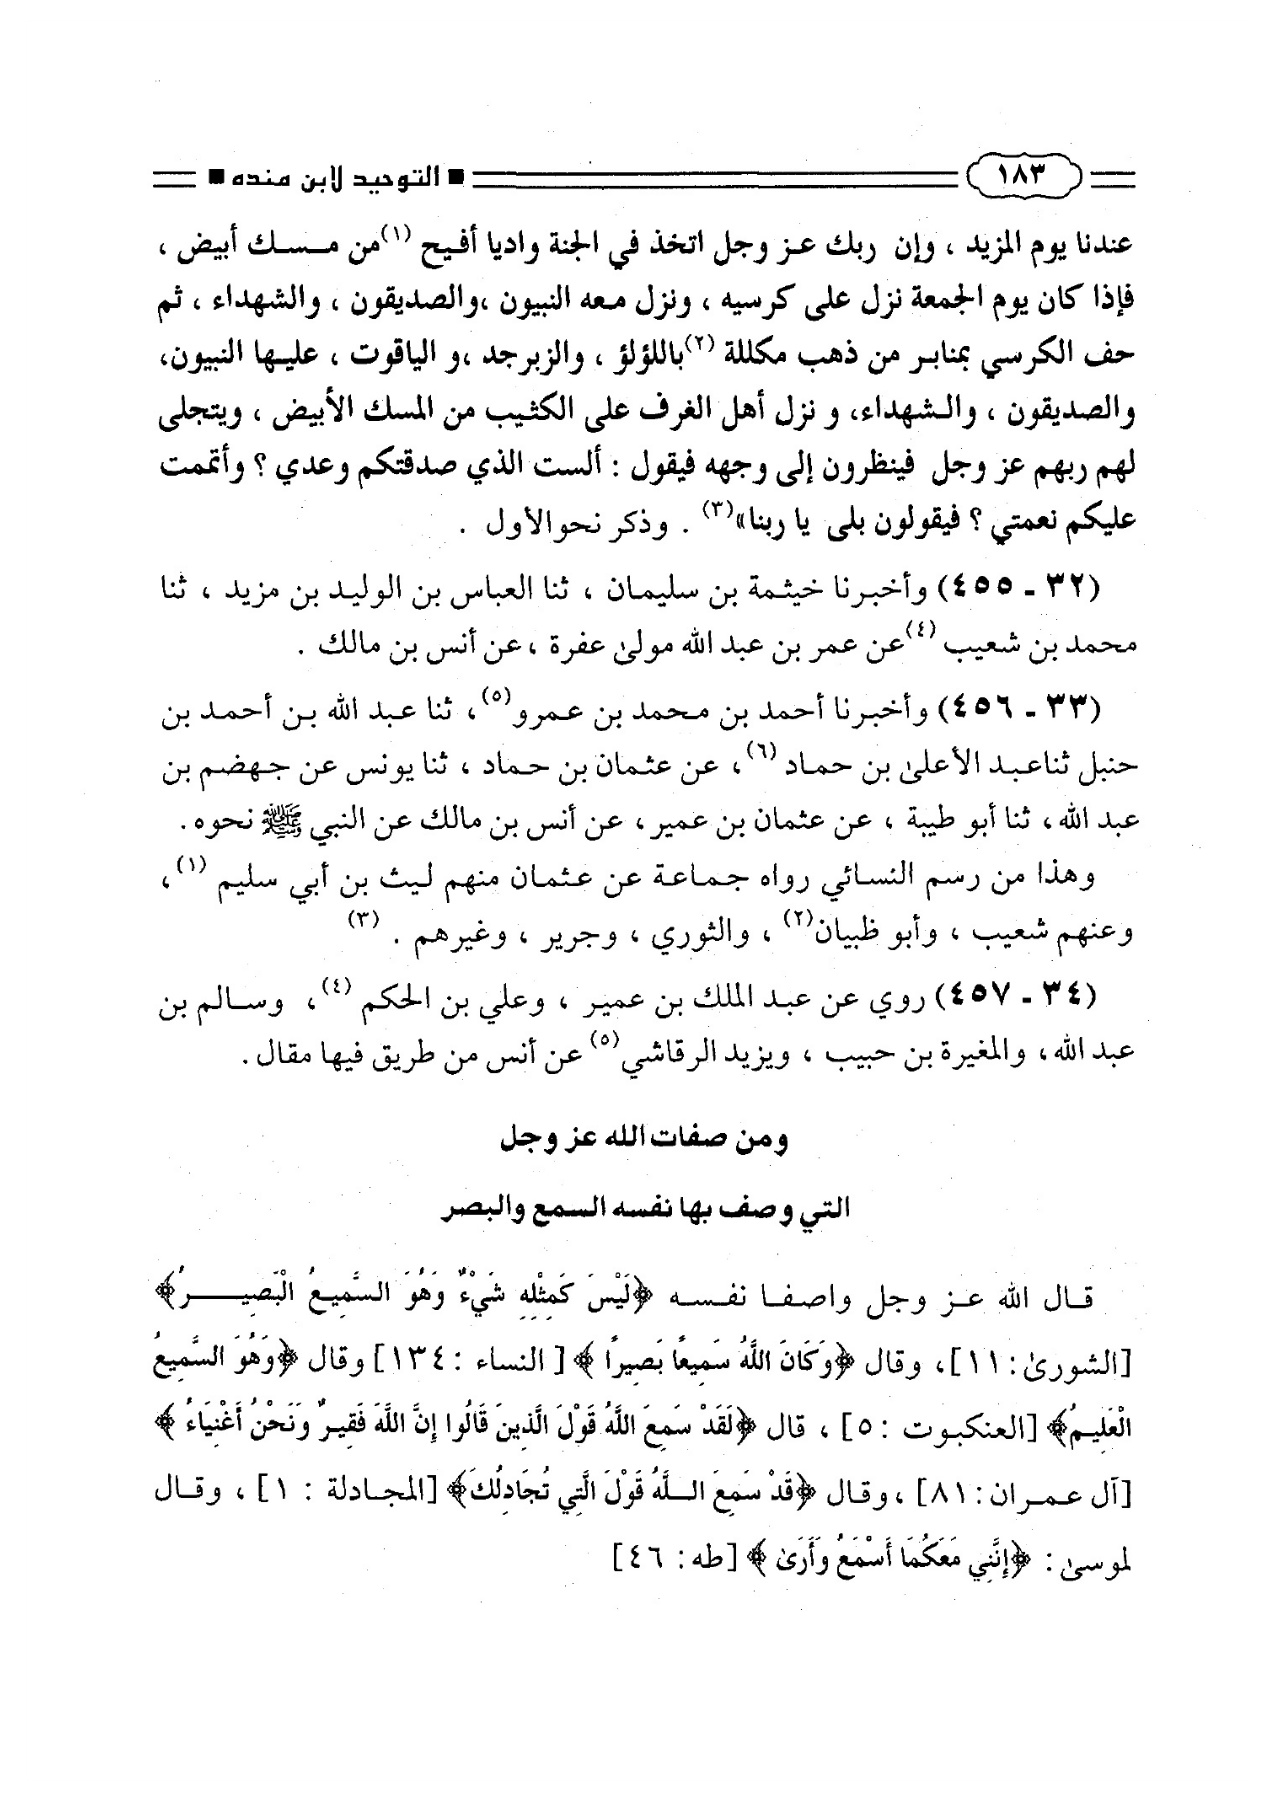 ١٨٣ ■ التوحيد لابن منده ■
عندنا يوم المزيد ، وإن ربك عز وجل اتخذ في الجنة واديا أفيح (١)من مسك أبيض ،
فإذا كان يوم الجمعة نزل على كرسيه ، ونزل معه النبيون ،والصديقون ، والشهداء ، ثم
حف الكرسي بمنابر من ذهب مكللة (٢)باللؤلؤ ، والزبرجد ،و الياقوت ، عليها النبيون،
والصديقون ، والشهداء، و نزل أهل الغرف على الكثيب من المسك الأبيض ، ويتجلى
لهم ربهم عز وجل فينظرون إلى وجهه فيقول : ألست الذي صدقتكم وعدي ؟ وأتممت
عليكم نعمتي ؟ فيقولون بلى يا ربنا»(٣) . وذكر نحوالأول .
(٣٢ - ٤٥٥) وأخبرنا خيثمة بن سليمان ، ثنا العباس بن الوليد بن مزيد ، ثنا
محمد بن شعيب (٤)عن عمر بن عبد الله مولى عفرة ،عن أنس بن مالك .
(٣٣ - ٤٥٦) وأخبرنا أحمد بن محمد بن عمرو(٥)، ثنا عبد الله بن أحمد بن
حنبل ثناعبد الأعلى بن حماد (٦)، عن عثمان بن حماد ، ثنا يونس عن جهضم بن
عبد الله ، ثنا أبو طيبة ، عن عثمان بن عمير، عن أنس بن مالك عن النبي ﷺ نحوه.
وهذا من رسم النسائي رواه جماعة عن عثمان منهم ليث بن أبي سليم (١)،
وعنهم شعيب ، وأبو ظبيان(٢) ، والثوري ، وجرير ، وغيرهم . (٣)
(٣٤ - ٤٥٧) روي عن عبد الملك بن عمير ، وعلي بن الحكم (٤)، وسالم بن
عبد الله، والمغيرة بن حبيب ، ويزيد الرقاشي(٥) عن أنس من طريق فيها مقال.
ومن صفات الله عز وجل
التي وصف بها نفسه السمع والبصر
قال الله عز وجل واصفا نفسه ﴿لَيْسَ كَمِثْلِهِ شَيْءٌ وَهُوَ السَّمِيعُ الْبَصِيرُ﴾
[الشورى: ١١]، وقال ﴿وَكَانَ اللَّهُ سَمِيعًا بَصِيرًا ﴾ [ النساء : ١٣٤] وقال ﴿وَهُوَ السَّمِيعُ
الْعَلِيمُ﴾ [العنكبوت : ٥] ، قال ﴿لَقَدْ سَمِعَ اللَّهُ قَوْلَ الَّذِينَ قَالُوا إِنَّ اللَّهَ فَقِيرٌ وَنَحْنُ أَغْنِيَاءُ ﴾
[آل عمران: ٨١] ،وقال ﴿قَدْ سَمِعَ اللَّهُ قَوْلَ الَّتِي تُجَادِلُكَ﴾ [المجادلة : ١] ، وقال
لموسى : ﴿إِنَّنِي مَعَكُمَا أَسْمَعُ وَأَرَى ﴾ [طه: ٤٦]